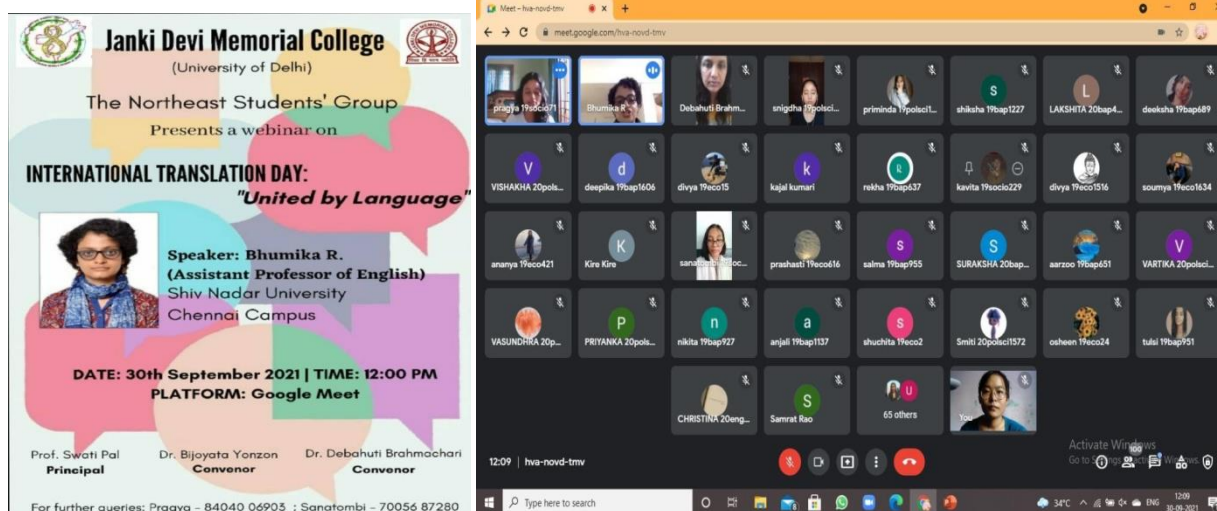 Janki Devi Memorial College
(University of Delhi)
The Northeast Students' Group
Presents a webinar on
INTERNATIONAL TRANSLATION DAY:
"United by Language"
Speaker: Bhumika R.
(Assistant Professor of English)
Shiv Nadar University
Chennai Campus
DATE: 30th September 2021 | TIME: 12:00 PM
PLATFORM: Google Meet
Prof. Swati Pal
Principal
Dr. Bijoyata Yonzon
Convenor
Dr. Debahuti Brahmachari
Convenor
For further queries: Pragya - 84040 06903 ; Sanatombi - 70056 87280
Meet – hva-novd-tmv
meet.google.com/hva-novd-tmv
pragya 19socio71
Bhumika R
Debahuti Brahm...
snigdha 19polsci...
priminda 19polsci1...
S
shiksha 19bap1227
L
LAKSHITA 20bap4...
deeksha 19bap689
V
VISHAKHA 20pols...
d
deepika 19bap1606
divya 19eco15
k
kajal kumari
rekha 19bap637
kavita 19socio229
divya 19eco1516
soumya 19eco1634
ananya 19eco421
K
Kire Kire
prashasti 19eco616
s
salma 19bap955
S
SURAKSHA 20bap...
aarzoo 19bap651
V
VARTIKA 20polsci...
VASUNDHRA 20p...
P
PRIYANKA 20pols...
n
nikita 19bap927
a
anjali 19bap1137
s
shuchita 19eco2
Smiti 20polsci1572
osheen 19eco24
tulsi 19bap951
CHRISTINA 20eng...
S
Samrat Rao
U
65 others
You
Activate Windows
12:09 | hva-novd-tmv
100
Type here to search
34°C
ENG
12:09
30-09-2021